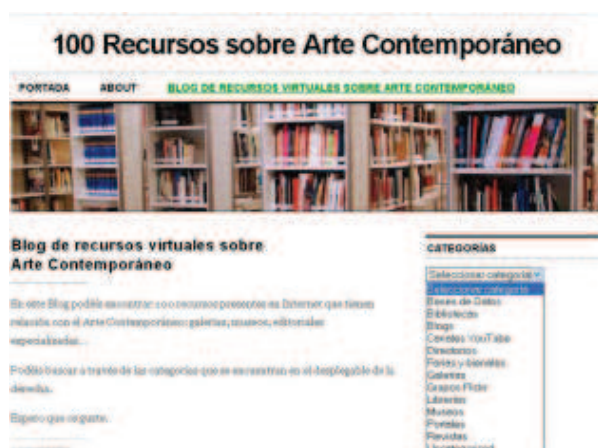 100 Recursos sobre Arte Contemporáneo
PORTADA ABOUT BLOG DE RECURSOS VIRTUALES SOBRE ARTE CONTEMPORÁNEO
Blog de recursos virtuales sobre
Arte Contemporáneo
En este Blog podéis encontrar 100 recursos presentes en Internet que tienen
relación con el Arte Contemporáneo: galerías, museos, editoriales
especializadas...
Podéis buscar a través de las categorías que se encuentran en el desplegable de la
derecha.
Espero que os guste.
CATEGORÍAS
Seleccionar categoría
Seleccionar categoría
Bases de Datos
Bibliotecas
Blogs
Canales YouTube
Directorios
Ferias y bienales
Galerías
Grupos Flickr
Librerías
Museos
Portales
Revistas
Uncategorized